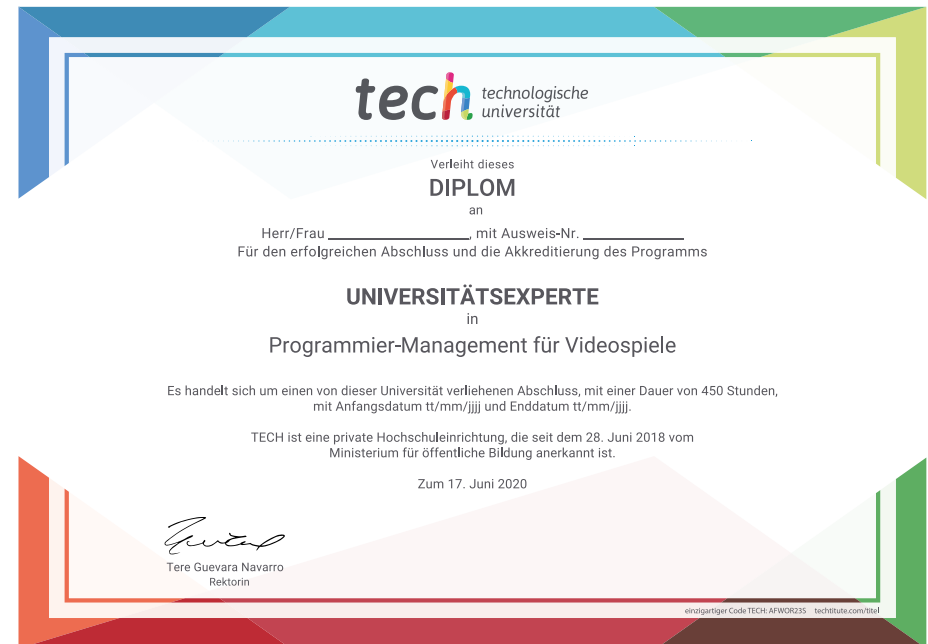 tech technologische
universität
Verleiht dieses
DIPLOM
an
Herr/Frau ____________________, mit Ausweis-Nr. ______________
Für den erfolgreichen Abschluss und die Akkreditierung des Programms
UNIVERSITÄTSEXPERTE
in
Programmier-Management für Videospiele
Es handelt sich um einen von dieser Universität verliehenen Abschluss, mit einer Dauer von 450 Stunden,
mit Anfangsdatum tt/mm/jjjj und Enddatum tt/mm/jjjj.
TECH ist eine private Hochschuleinrichtung, die seit dem 28. Juni 2018 vom
Ministerium für öffentliche Bildung anerkannt ist.
Zum 17. Juni 2020
Tere Guevara Navarro
Rektorin
einzigartiger Code TECH: AFWOR23S techtitute.com/titel